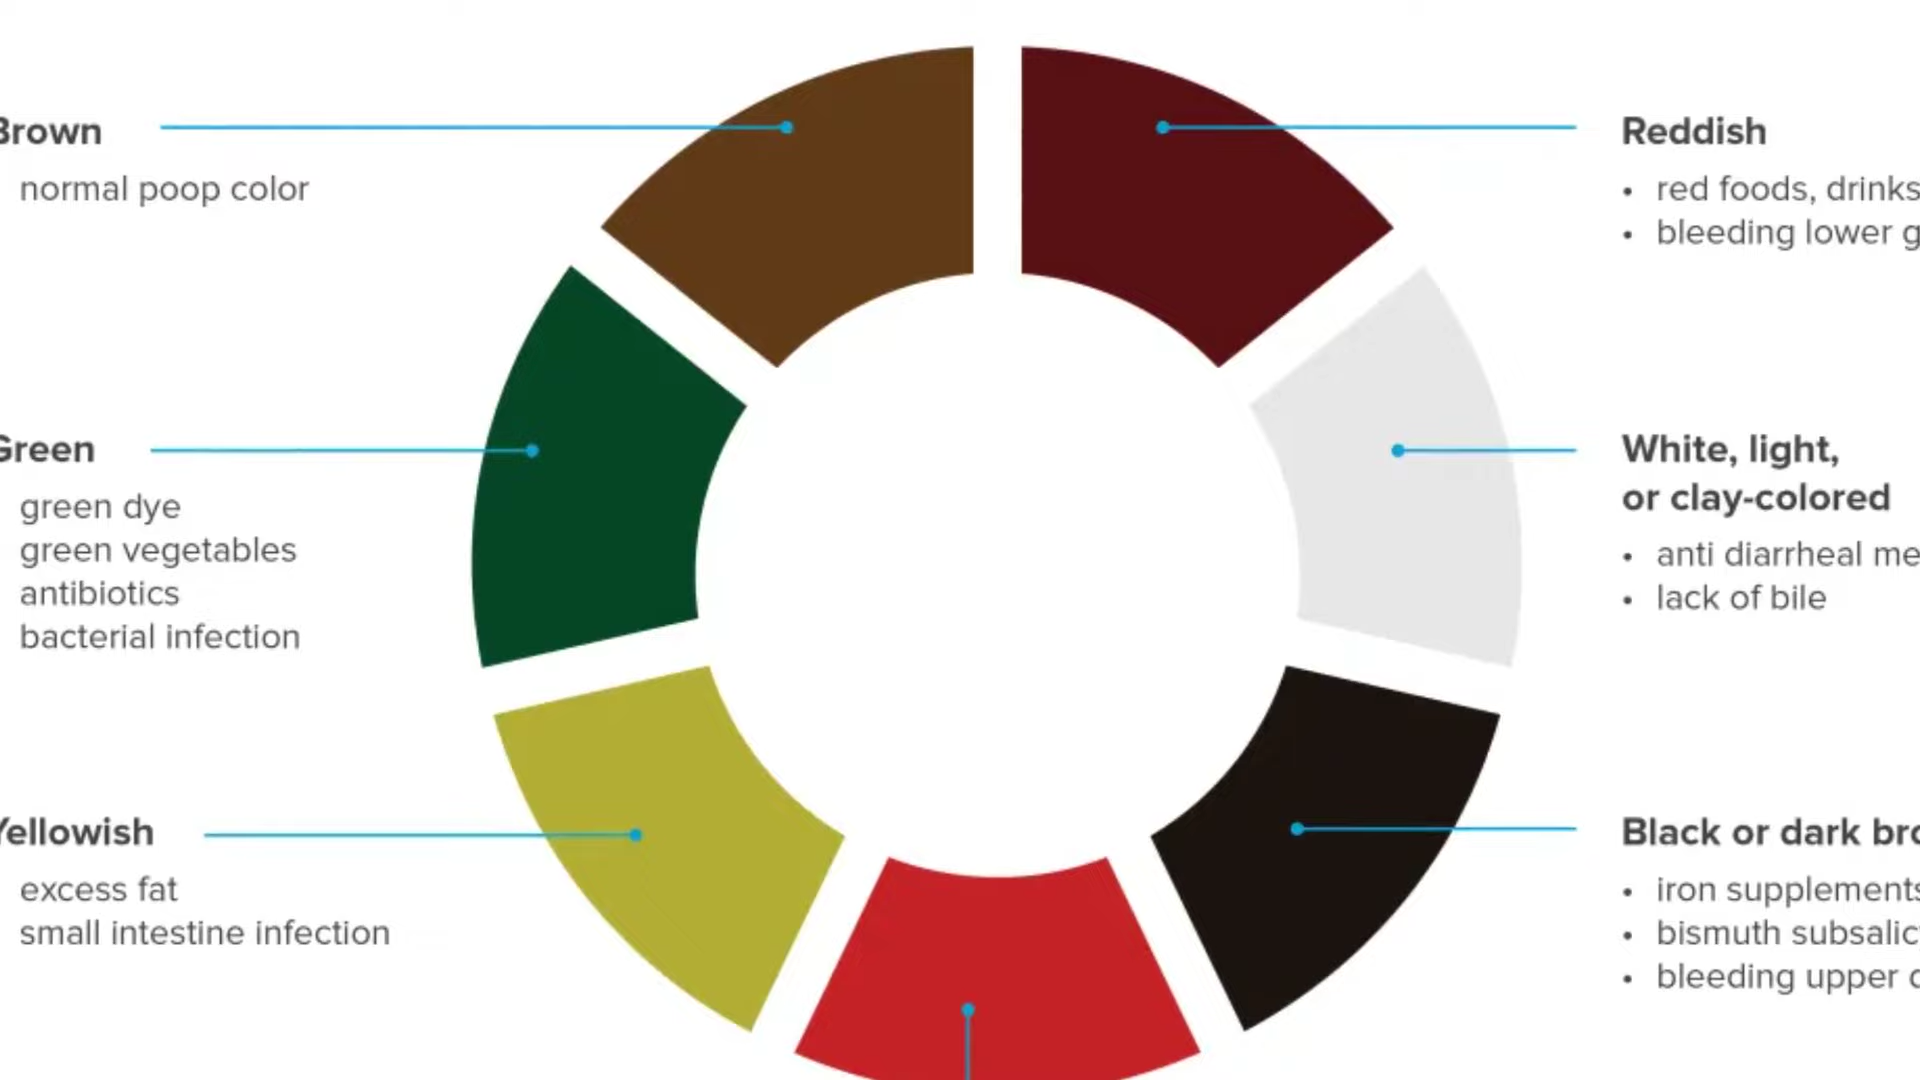 Brown
normal poop color
Green
green dye
green vegetables
antibiotics
bacterial infection
Yellowish
excess fat
small intestine infection
Reddish
• red foods, drinks
• bleeding lower
White, light,
or clay-colored
• anti diarrheal
• lack of bile
Black or dark
• iron supplements
• bismuth
• bleeding upper